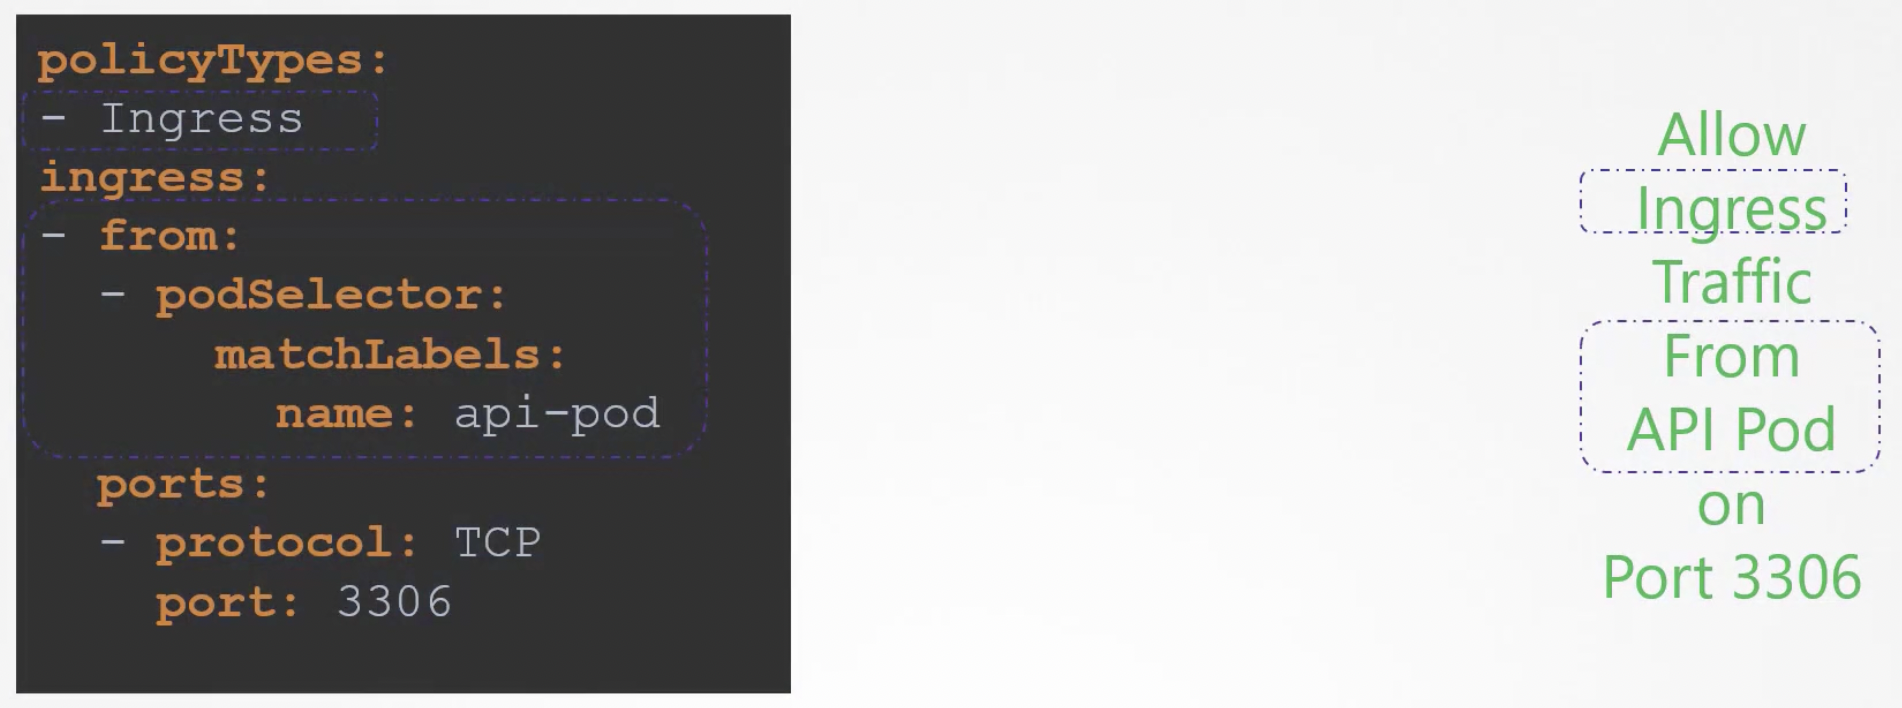 policyTypes:
- Ingress
ingress:
- from:
  - podSelector:
      matchLabels:
        name: api-pod
  ports:
  - protocol: TCP
    port: 3306
Allow
Ingress
Traffic
From
API Pod
on
Port 3306